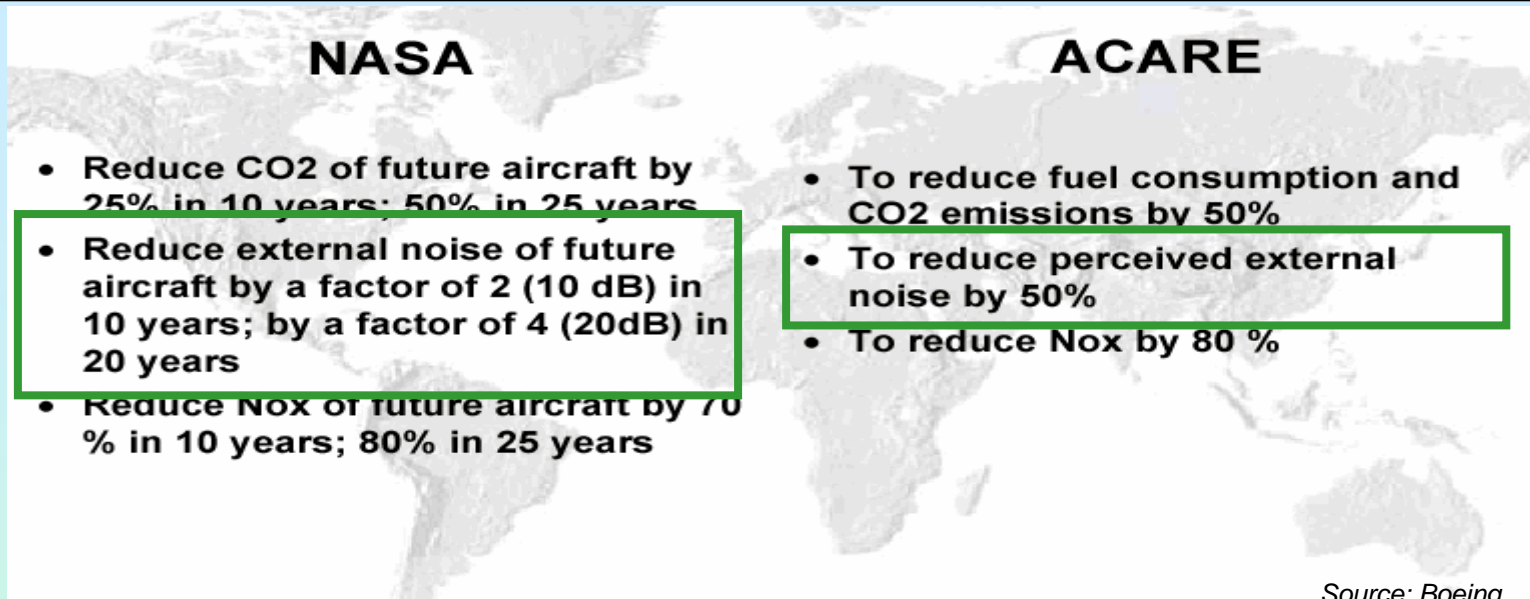 NASA
• Reduce CO2 of future aircraft by
25% in 10 years; 50% in 25 years
• Reduce external noise of future
aircraft by a factor of 2 (10 dB) in
10 years; by a factor of 4 (20dB) in
20 years
• Reduce Nox of future aircraft by 70
% in 10 years; 80% in 25 years
ACARE
• To reduce fuel consumption and
CO2 emissions by 50%
• To reduce perceived external
noise by 50%
• To reduce Nox by 80 %
Source: Boeing